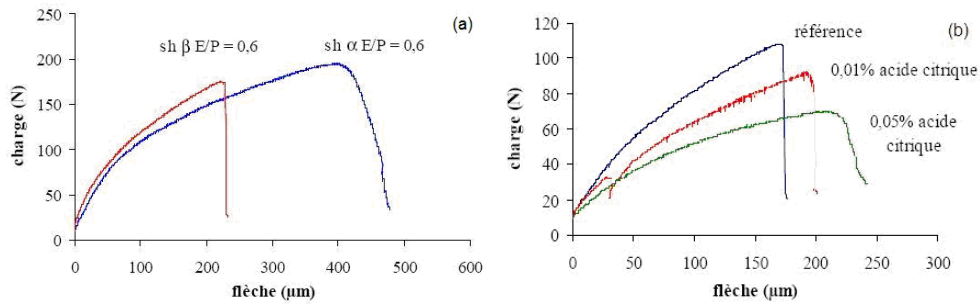 (a)
250
200
150
100
50
0
charge (N)
sh β E/P = 0,6
sh α E/P = 0,6
0 100 200 300 400 500 600
flèche (µm)
(b)
120
100
80
60
40
20
0
charge (N)
référence
0,01% acide citrique
0,05% acide
citrique
0 50 100 150 200 250 300
flèche (µm)